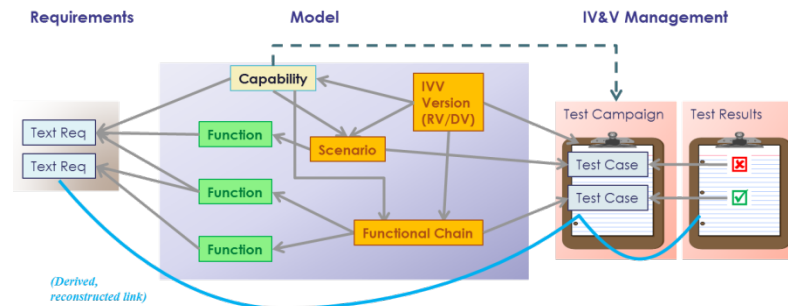 Requirements
Model
IV&V Management
Capability
IVV
Version
(RV/DV)
Test Campaign
Test Results
Text Req
Function
Scenario
Test Case
Text Req
Function
Test Case
Functional Chain
Function
(Derived,
reconstructed link)